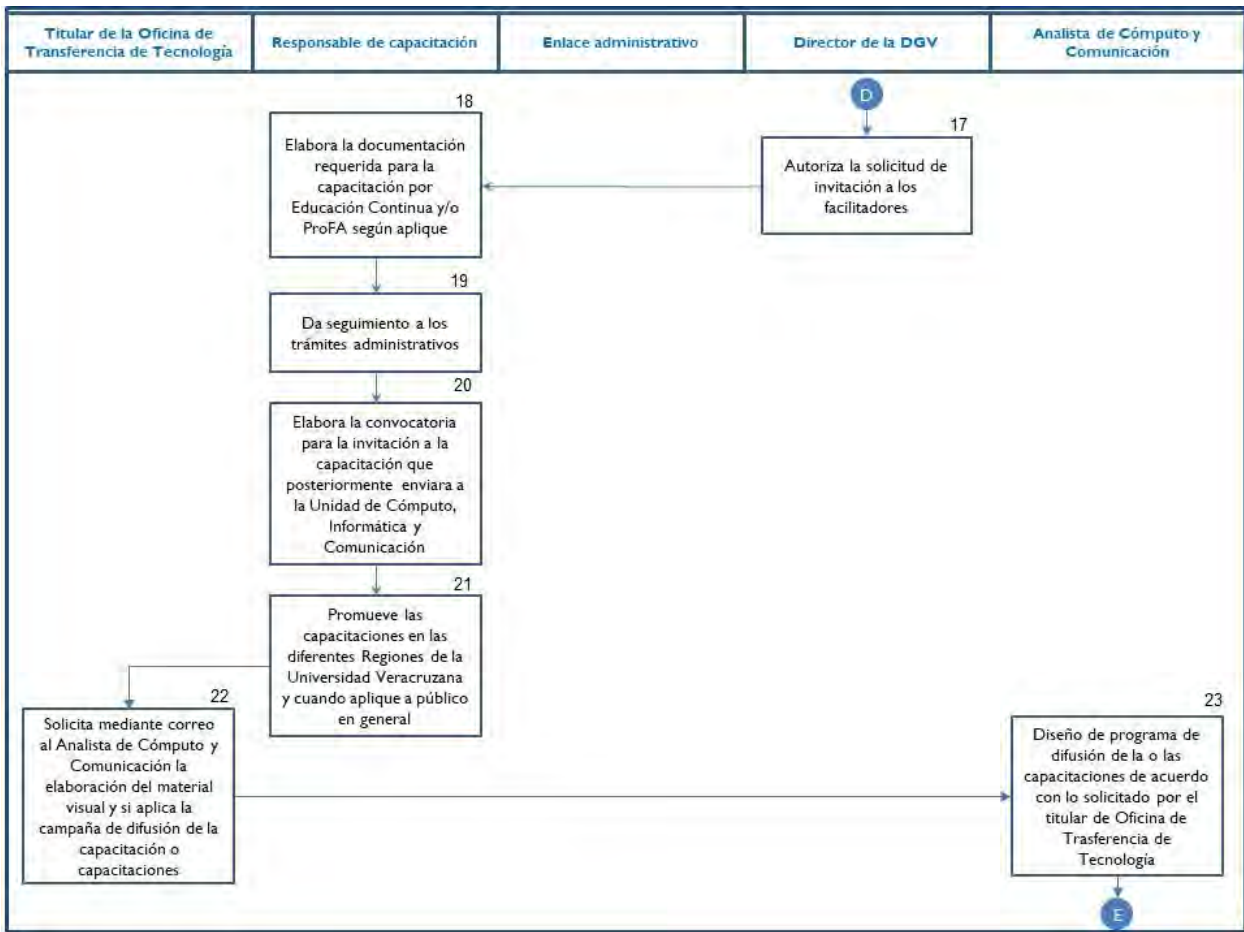 Titular de la Oficina de
Transferencia de Tecnología
Responsable de capacitación
Enlace administrativo
Director de la DGV
Analista de Cómputo y
Comunicación
D
17
Autoriza la solicitud de
invitación a los
facilitadores
18
Elabora la documentación
requerida para la
capacitación por
Educación Continua y/o
ProFA según aplique
19
Da seguimiento a los
trámites administrativos
20
Elabora la convocatoria
para la invitación a la
capacitación que
posteriormente enviara a
la Unidad de Cómputo,
Informática y
Comunicación
21
Promueve las
capacitaciones en las
diferentes Regiones de la
Universidad Veracruzana
y cuando aplique a público
en general
22
Solicita mediante correo
al Analista de Cómputo y
Comunicación la
elaboración del material
visual y si aplica la
campaña de difusión de la
capacitación o
capacitaciones
23
Diseño de programa de
difusión de la o las
capacitaciones de acuerdo
con lo solicitado por el
titular de Oficina de
Trasferencia de
Tecnología
E